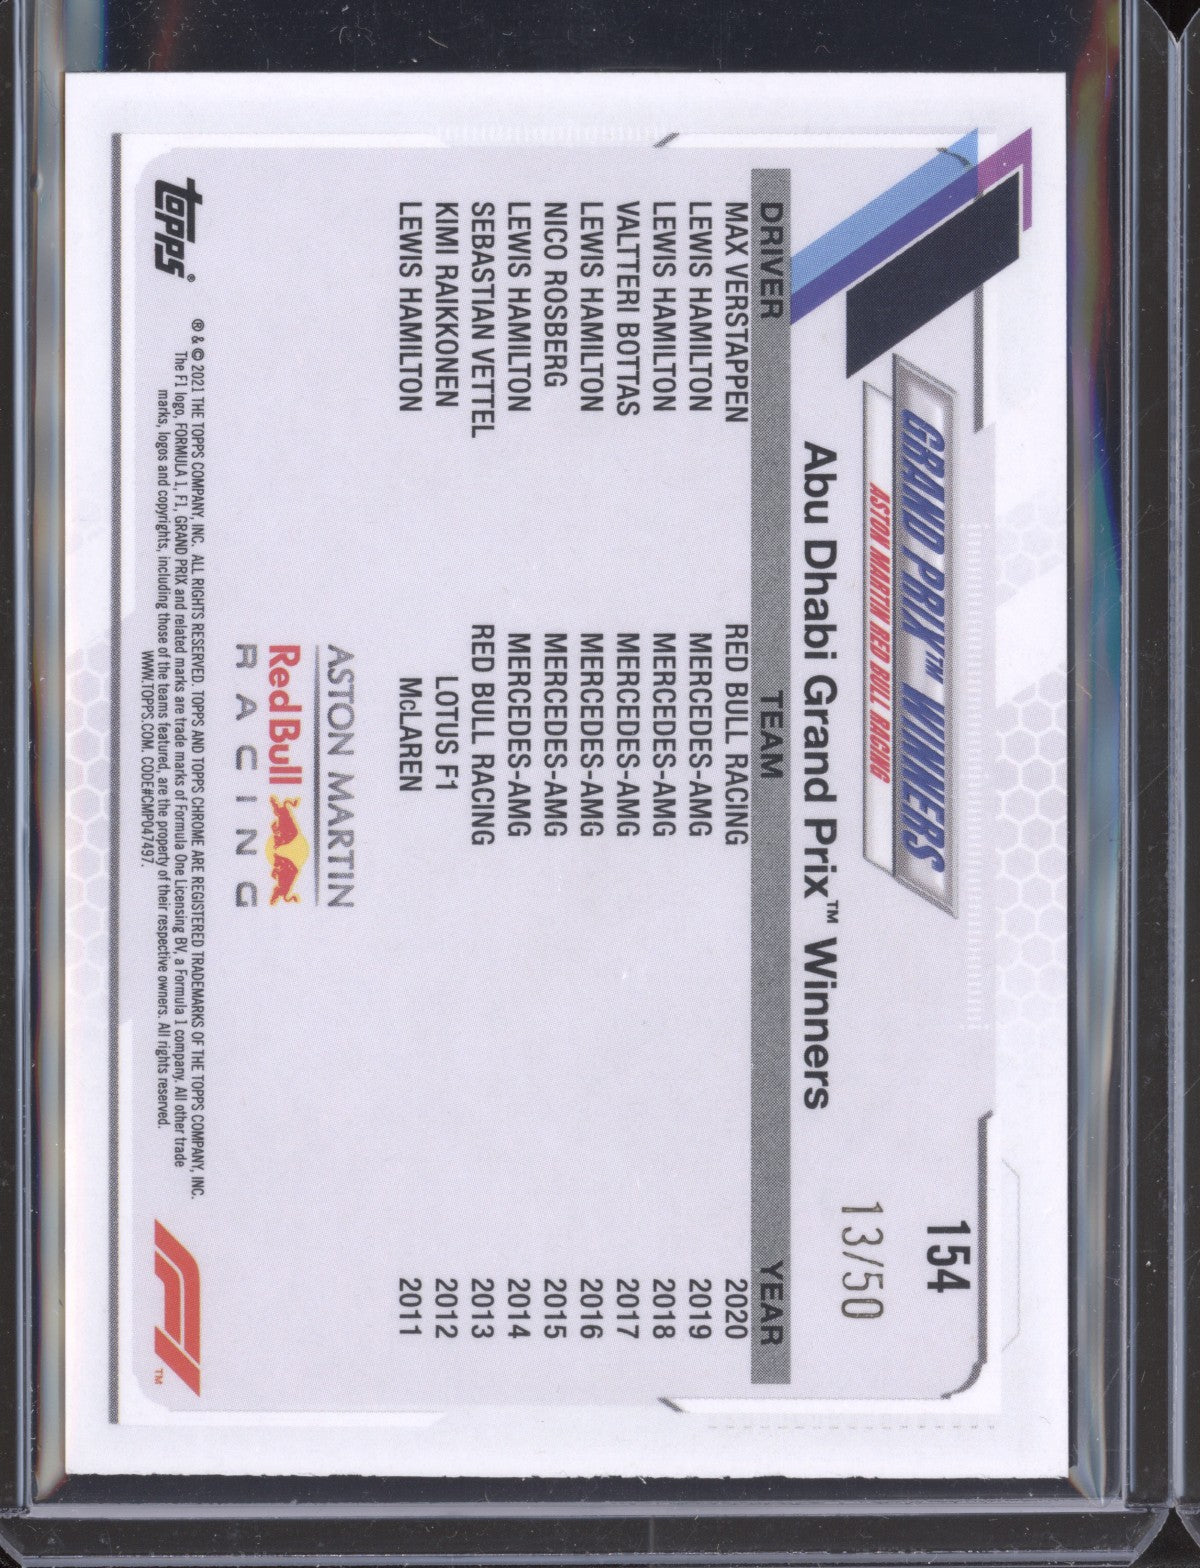 154
13/50
GRAND PRIX™ WINNERS
ASTON MARTIN RED BULL RACING
Abu Dhabi Grand Prix™ Winners
DRIVER TEAM YEAR
MAX VERSTAPPEN RED BULL RACING 2020
LEWIS HAMILTON MERCEDES-AMG 2019
LEWIS HAMILTON MERCEDES-AMG 2018
VALTTERI BOTTAS MERCEDES-AMG 2017
LEWIS HAMILTON MERCEDES-AMG 2016
NICO ROSBERG MERCEDES-AMG 2015
LEWIS HAMILTON MERCEDES-AMG 2014
SEBASTIAN VETTEL RED BULL RACING 2013
KIMI RAIKKONEN LOTUS F1 2012
LEWIS HAMILTON McLAREN 2011
ASTON MARTIN
Red Bull
RACING
topps®
® & © 2021 THE TOPPS COMPANY, INC. ALL RIGHTS RESERVED. TOPPS AND TOPPS CHROME ARE REGISTERED TRADEMARKS OF THE TOPPS COMPANY, INC.
The F1 logo, FORMULA 1, F1, GRAND PRIX and related marks are trade marks of Formula One Licensing BV, a Formula 1 company. All other trade
marks, logos and copyrights, including those of the teams featured, are the property of their respective owners. All rights reserved.
WWW.TOPPS.COM. CODE#CMP047497.
F1™